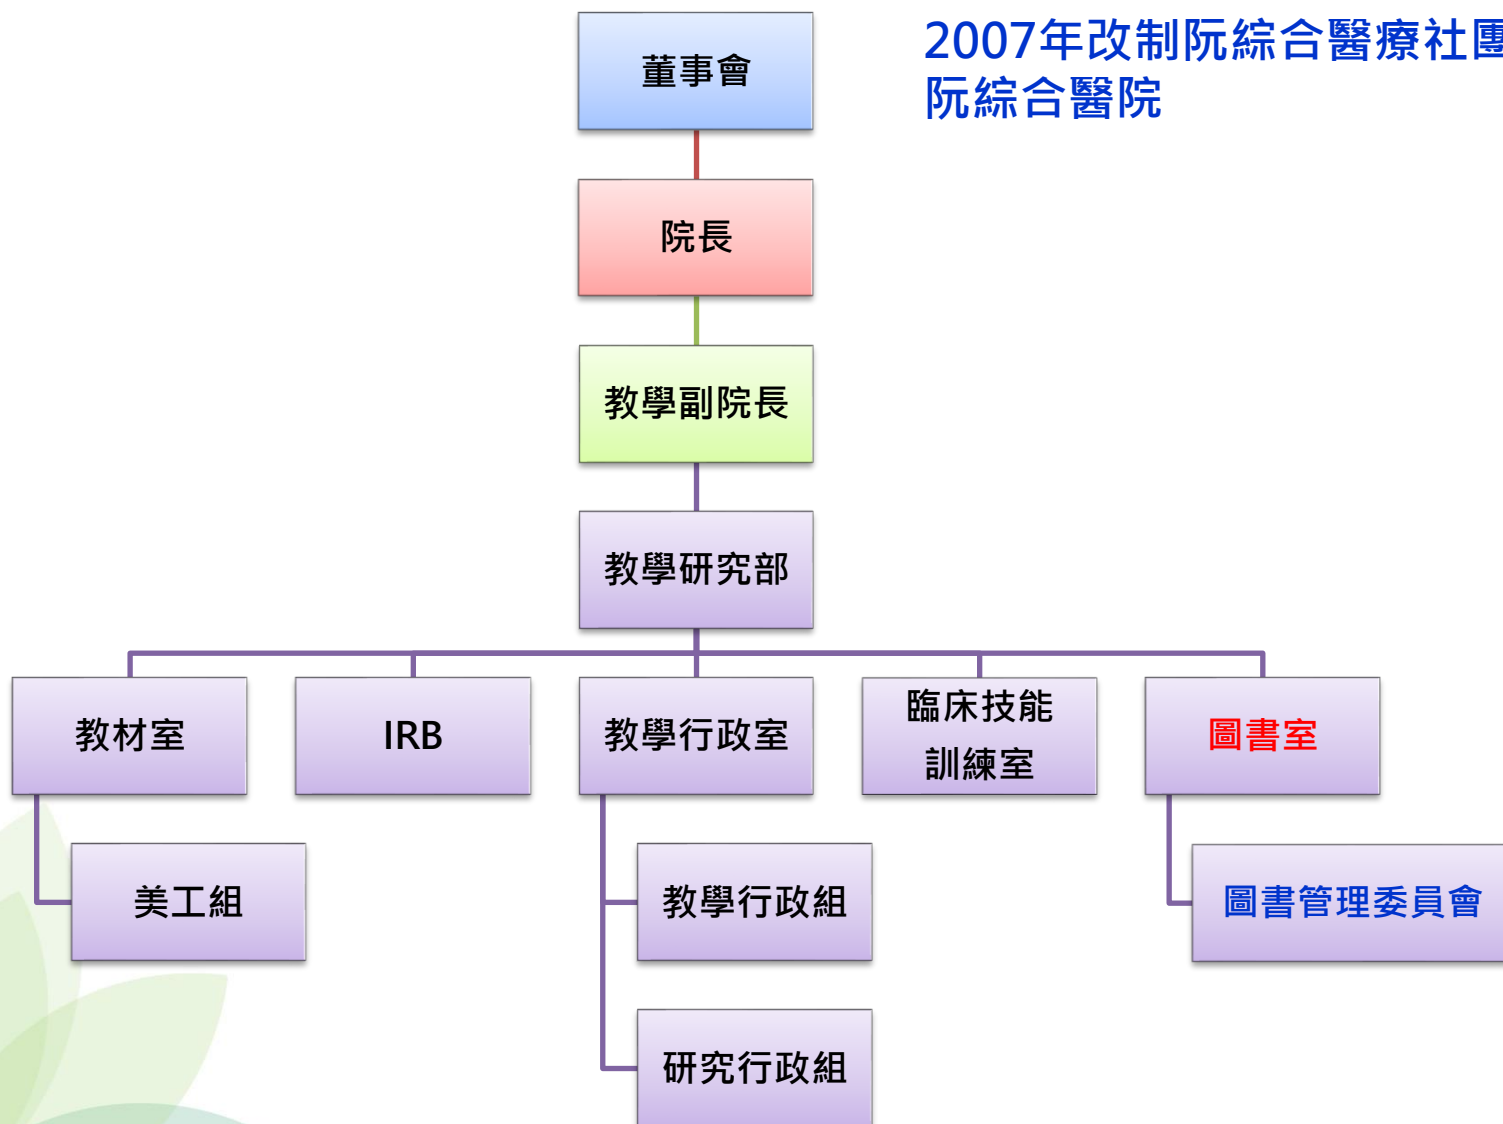 2007年改制阮綜合醫療社團
阮綜合醫院
董事會
院長
教學副院長
教學研究部
教材室
IRB
教學行政室
臨床技能
訓練室
圖書室
美工組
教學行政組
圖書管理委員會
研究行政組